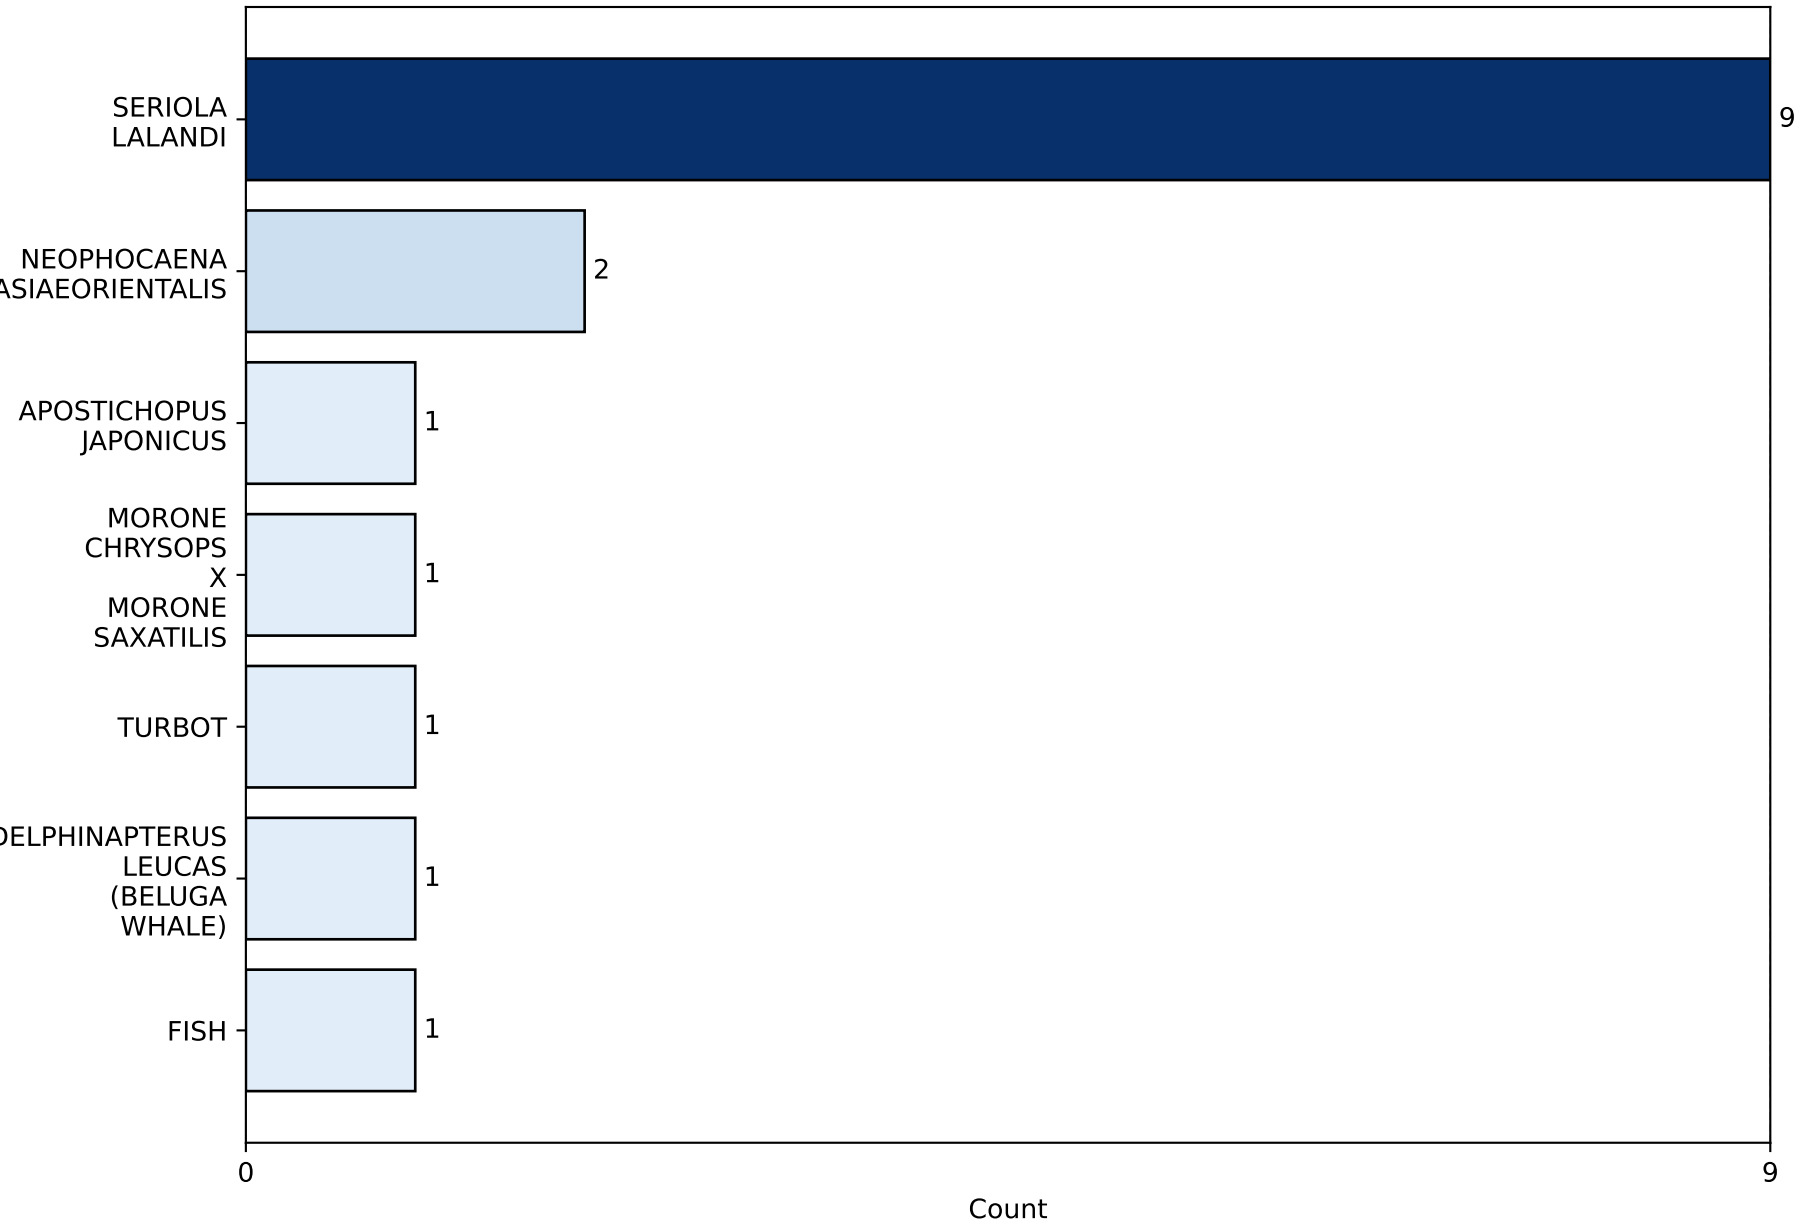 SERIOLA
LALANDI
9
NEOPHOCAENA
ASIAEORIENTALIS
2
APOSTICHOPUS
JAPONICUS
1
MORONE
CHRYSOPS
X
MORONE
SAXATILIS
1
TURBOT
1
DELPHINAPTERUS
LEUCAS
(BELUGA
WHALE)
1
FISH
1
0
9
Count